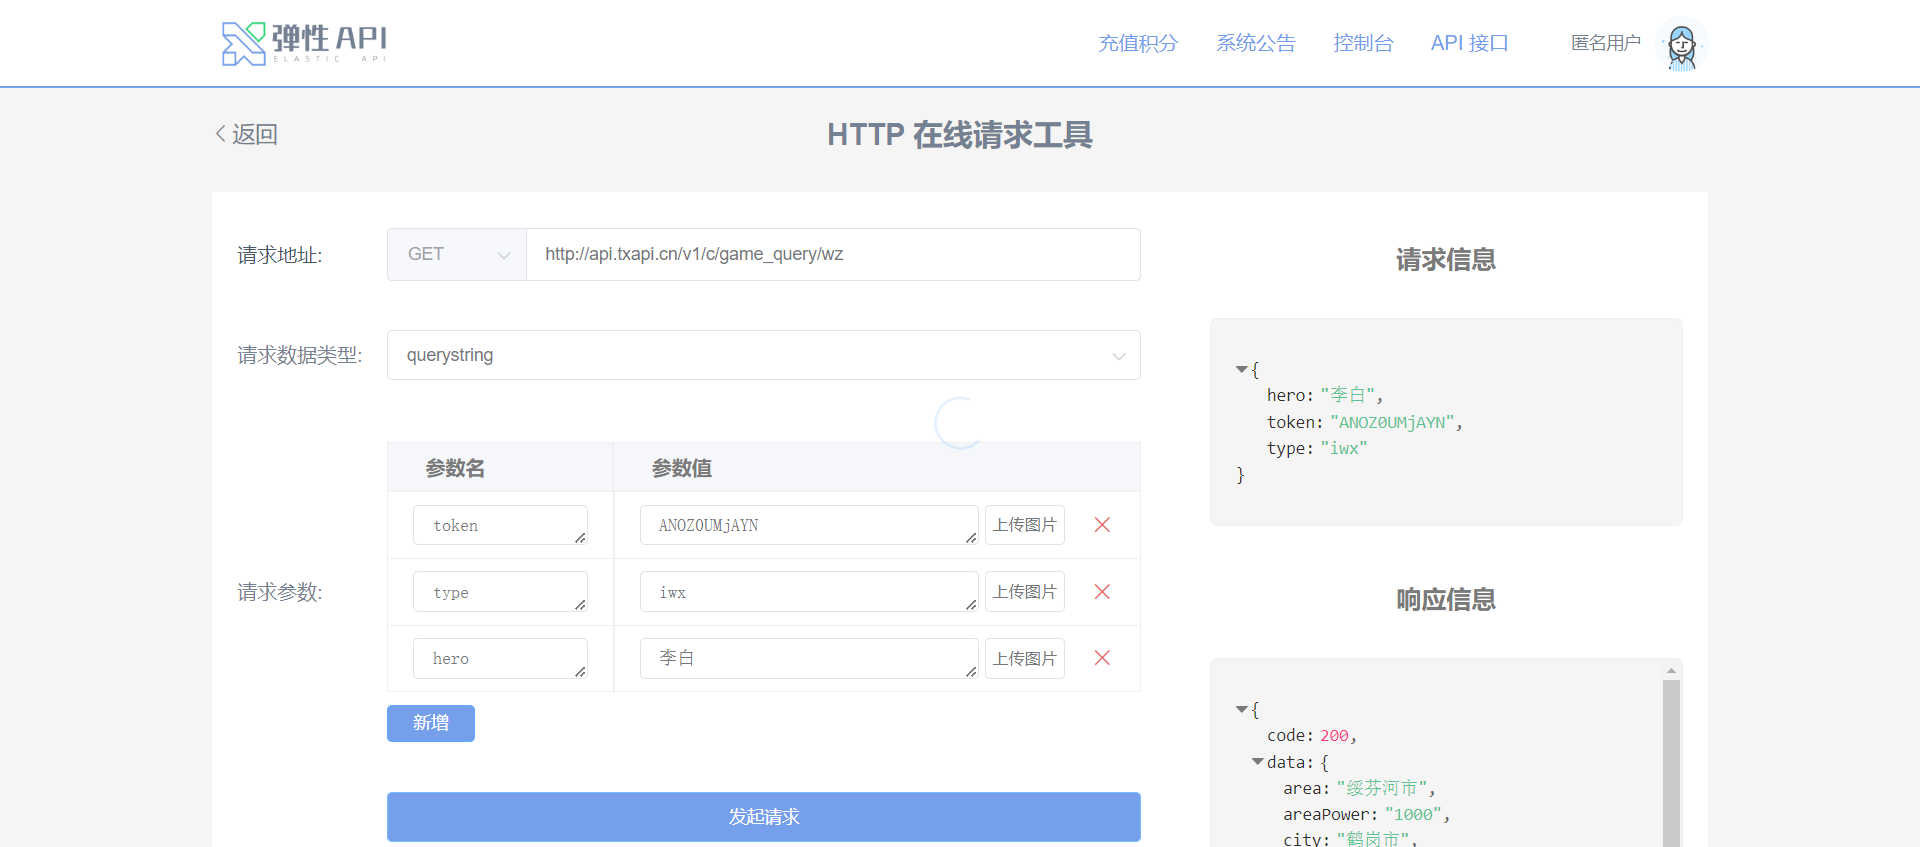 弹性 API
ELASTIC API
充值积分
系统公告
控制台
API 接口
匿名用户
返回
HTTP 在线请求工具
请求地址:
GET
http://api.txapi.cn/v1/c/game_query/wz
请求数据类型:
querystring
请求参数:
参数名
参数值
token
ANOZ0UMjAYN
上传图片
type
iwx
上传图片
hero
李白
上传图片
新增
发起请求
请求信息
{
hero: "李白",
token: "ANOZ0UMjAYN",
type: "iwx"
}
响应信息
{
code: 200,
data: {
area: "绥芬河市",
areaPower: "1000",
city: "鹤岗市",